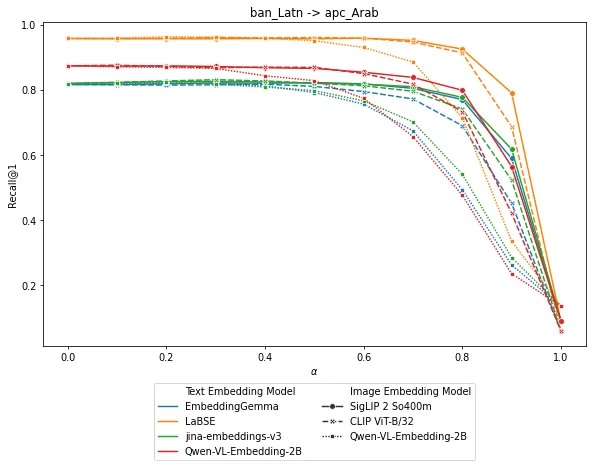 ban_Latn -> apc_Arab
Recall@1
1.0
0.8
0.6
0.4
0.2
0.0 0.2 0.4 0.6 0.8 1.0
α
Text Embedding Model
EmbeddingGemma
LaBSE
jina-embeddings-v3
Qwen-VL-Embedding-2B
Image Embedding Model
SigLIP 2 So400m
CLIP ViT-B/32
Qwen-VL-Embedding-2B